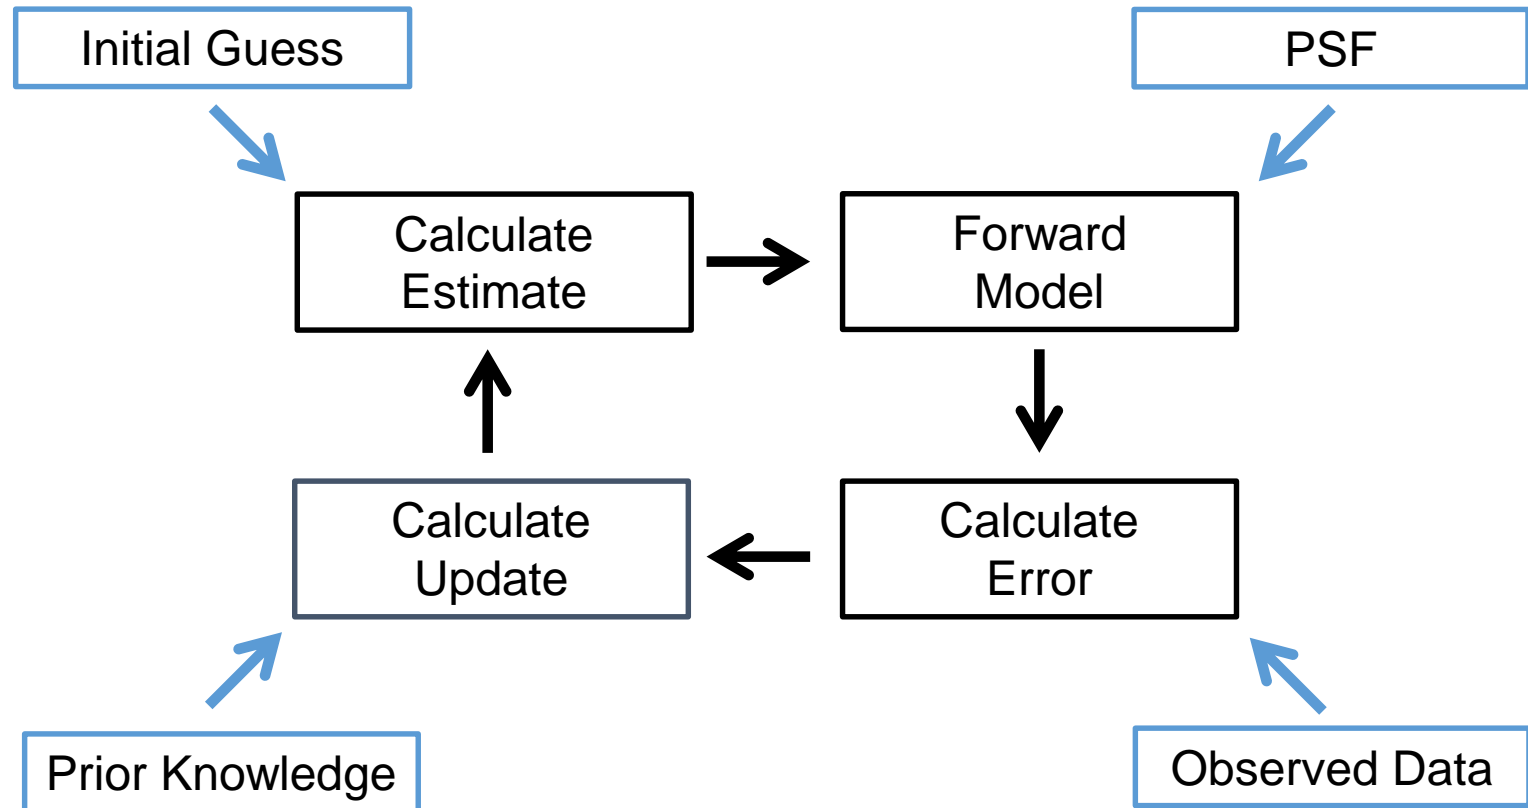 Initial Guess
PSF
Calculate
Estimate
Forward
Model
Calculate
Update
Calculate
Error
Prior Knowledge
Observed Data